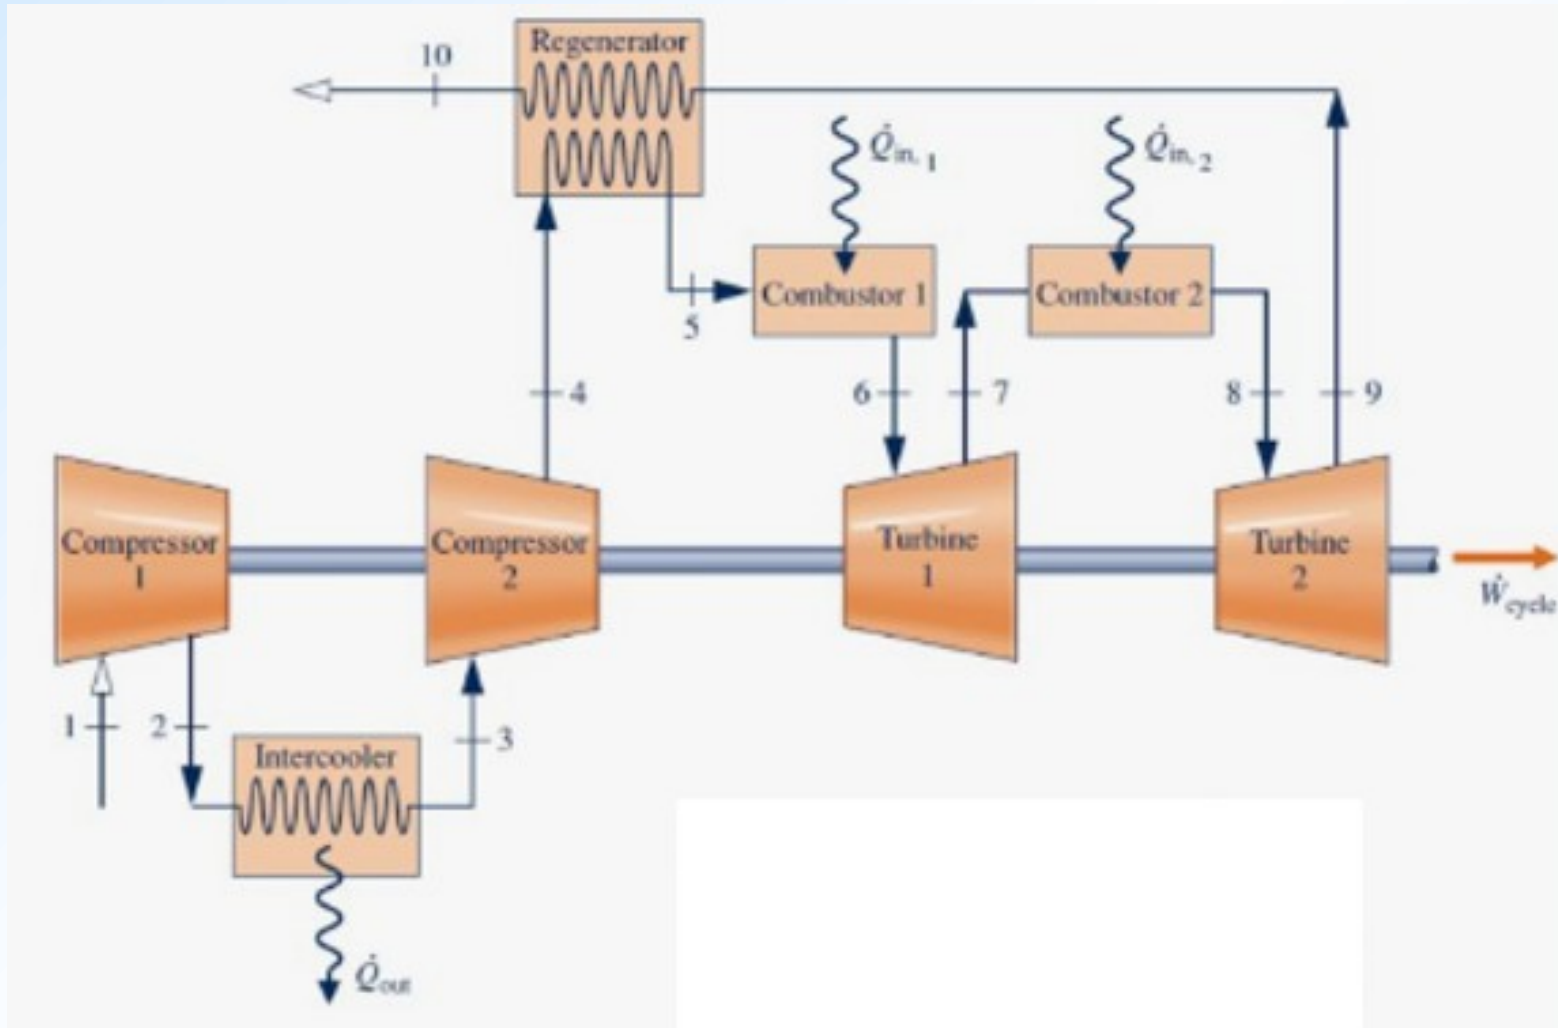 Regenerator
10
Q̇in, 1
Q̇in, 2
Combustor 1
Combustor 2
5
4
6
7
8
9
Compressor
1
Compressor
2
Turbine
1
Turbine
2
Ẇcycle
1
2
3
Intercooler
Q̇out